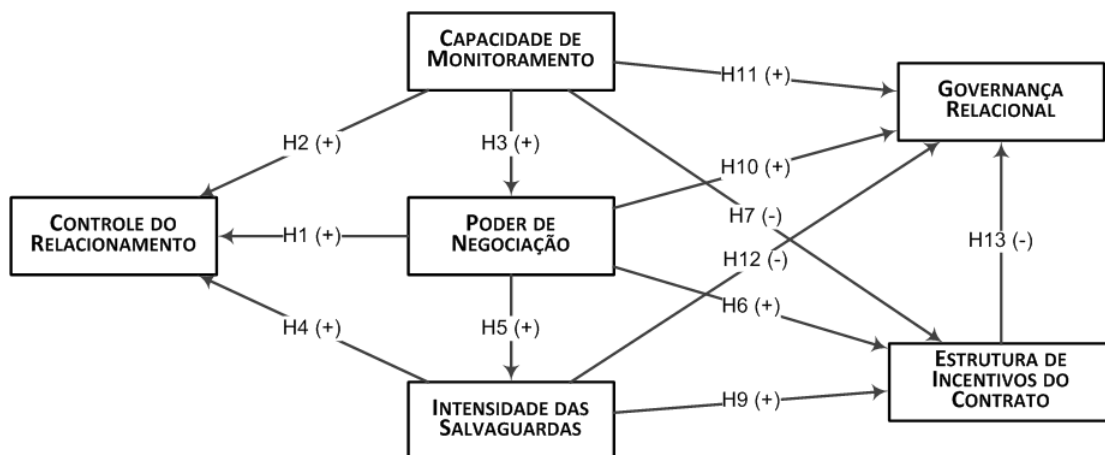 CAPACIDADE DE
MONITORAMENTO
H11 (+)
GOVERNANÇA
RELACIONAL
H2 (+)
H3 (+)
H10 (+)
CONTROLE DO
RELACIONAMENTO
H1 (+)
PODER DE
NEGOCIAÇÃO
H7 (-)
H13 (-)
H12 (-)
H4 (+)
H5 (+)
H6 (+)
ESTRUTURA DE
INCENTIVOS DO
CONTRATO
INTENSIDADE DAS
SALVAGUARDAS
H9 (+)